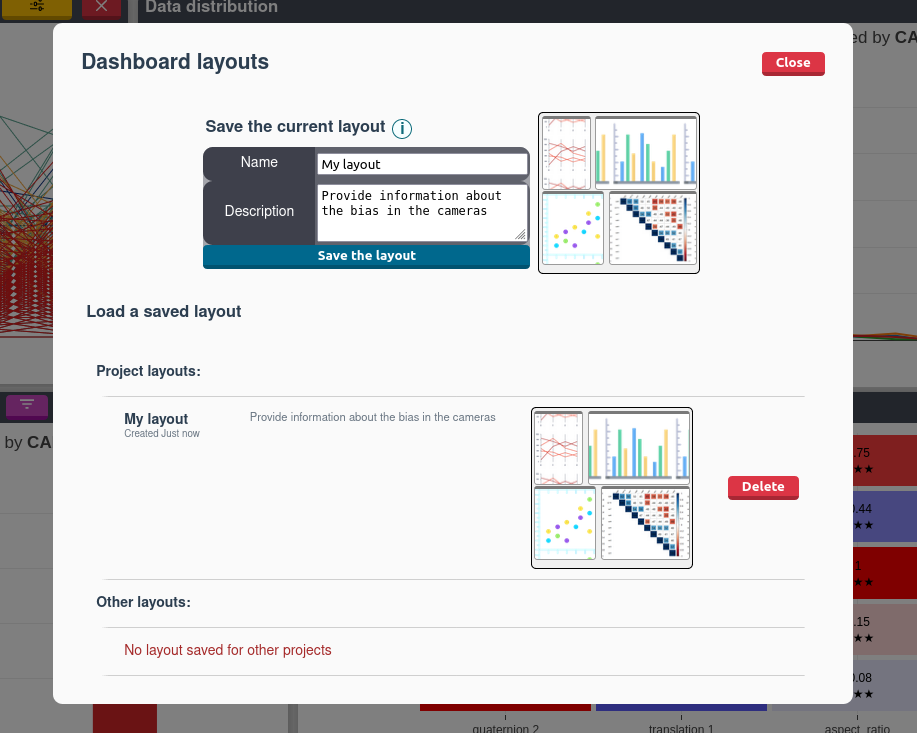 Data distribution
ed by CA
Dashboard layouts
Close
Save the current layout i
Name
My layout
Description
Provide information about
the bias in the cameras
Save the layout
Load a saved layout
Project layouts:
My layout
Created Just now
Provide information about the bias in the cameras
Delete
by CA
.75
★★
0.44
★★
1
★★
.15
★★
0.08
★★
Other layouts:
No layout saved for other projects
quaternion 2
translation 1
aspect_ratio